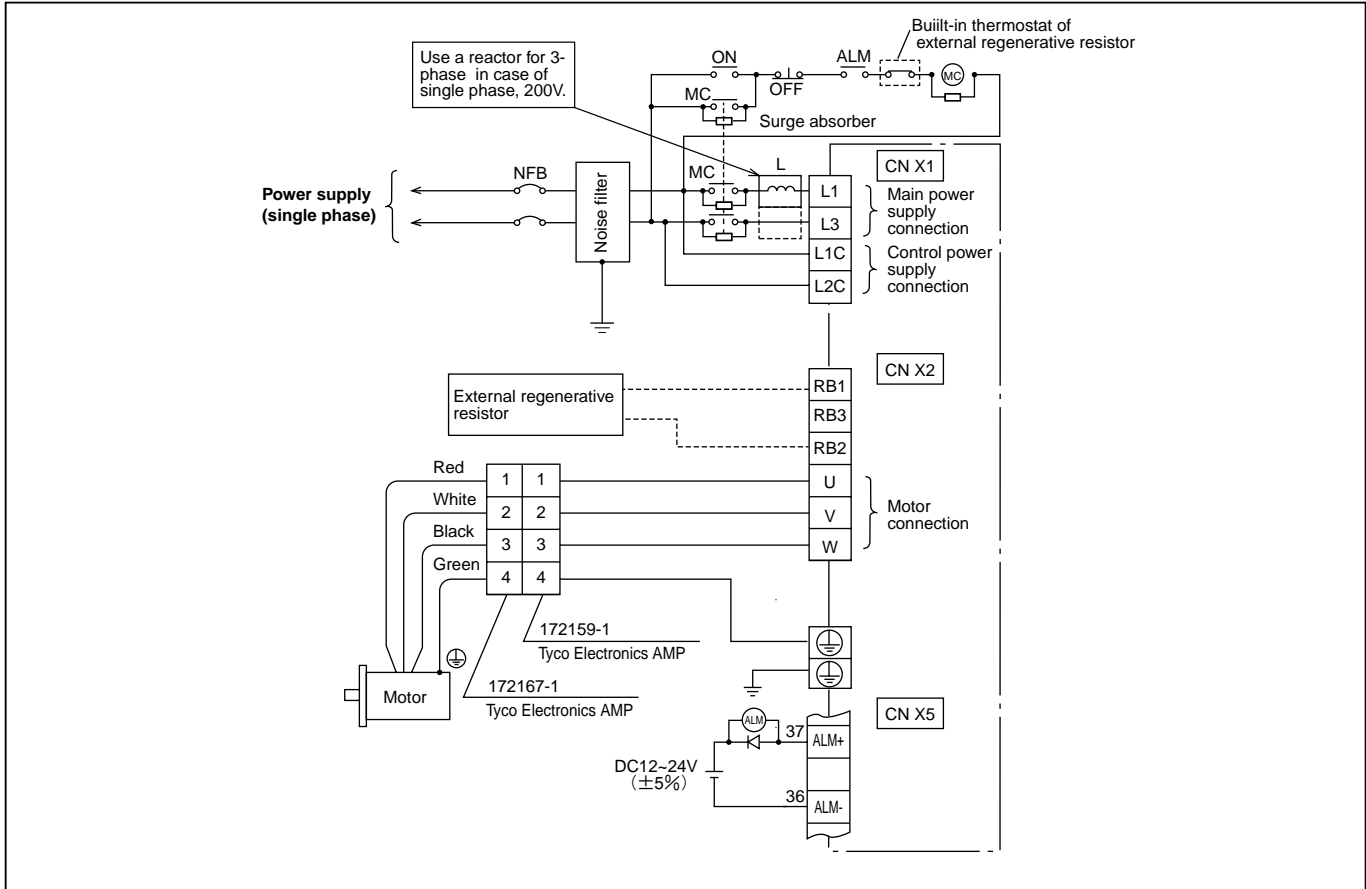 Use a reactor for 3-
phase in case of
single phase, 200V.
Buiilt-in thermostat of
external regenerative resistor
ON
OFF
ALM
MC
MC
Surge absorber
Power supply
(single phase)
NFB
Noise filter
MC
L
L1
L3
L1C
L2C
CN X1
Main power
supply
connection
Control power
supply
connection
CN X2
External regenerative
resistor
RB1
RB3
RB2
U
V
W
Motor
connection
Red
White
Black
Green
1 1
2 2
3 3
4 4
172159-1
Tyco Electronics AMP
172167-1
Tyco Electronics AMP
Motor
CN X5
ALM
37
ALM+
DC12~24V
(±5%)
36
ALM-